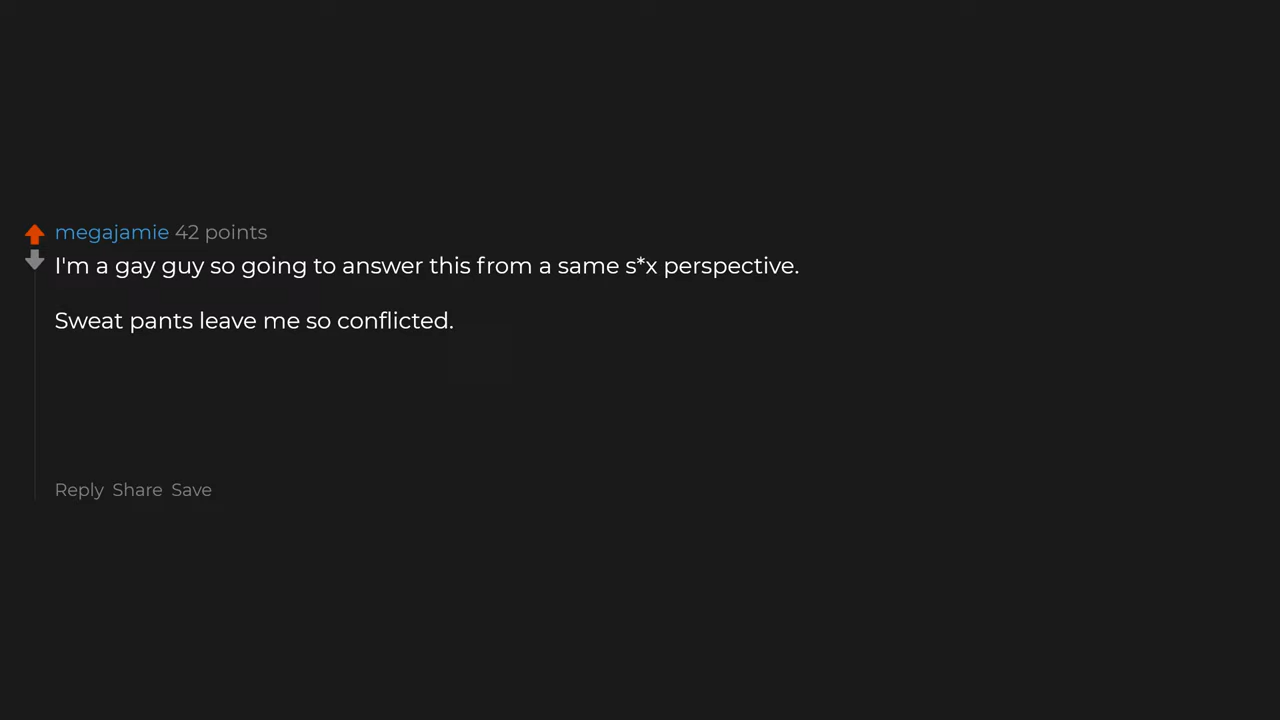 megajamie 42 points
I'm a gay guy so going to answer this from a same s*x perspective.
Sweat pants leave me so conflicted.
Reply Share Save